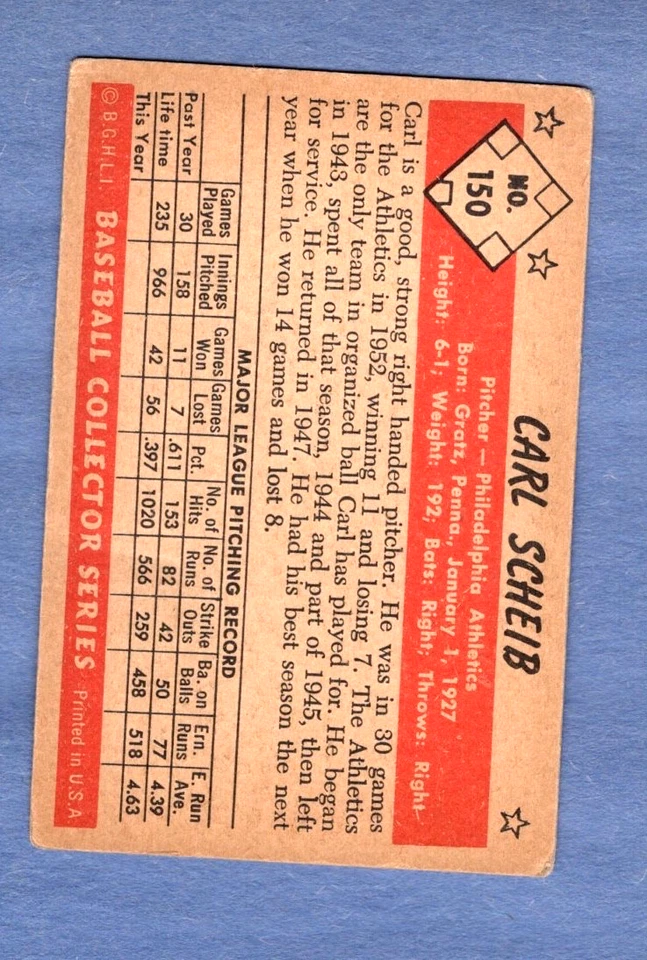 NO.
150
CARL SCHEIB
Pitcher — Philadelphia Athletics
Born: Gratz, Penna., January 1, 1927
Height: 6-1; Weight: 192; Bats: Right; Throws: Right
Carl is a good, strong right handed pitcher. He was in 30 games
for the Athletics in 1952, winning 11 and losing 7. The Athletics
are the only team in organized ball Carl has played for. He began
in 1943, spent all of that season, 1944 and part of 1945, then left
for service. He returned in 1947. He had his best season the next
year when he won 14 games and lost 8.
MAJOR LEAGUE PITCHING RECORD
Games Played Innings Pitched Games Won Games Lost Pct. No. of Hits No. of Runs Strike Outs Ba. on Balls Ern. Runs E. Run Ave.
Past Year 30 158 11 7 .611 153 82 42 50 77 4.39
Life time 235 966 42 56 .397 1020 566 259 458 518 4.63
This Year
© B.G.H.L.I BASEBALL COLLECTOR SERIES Printed in U.S.A